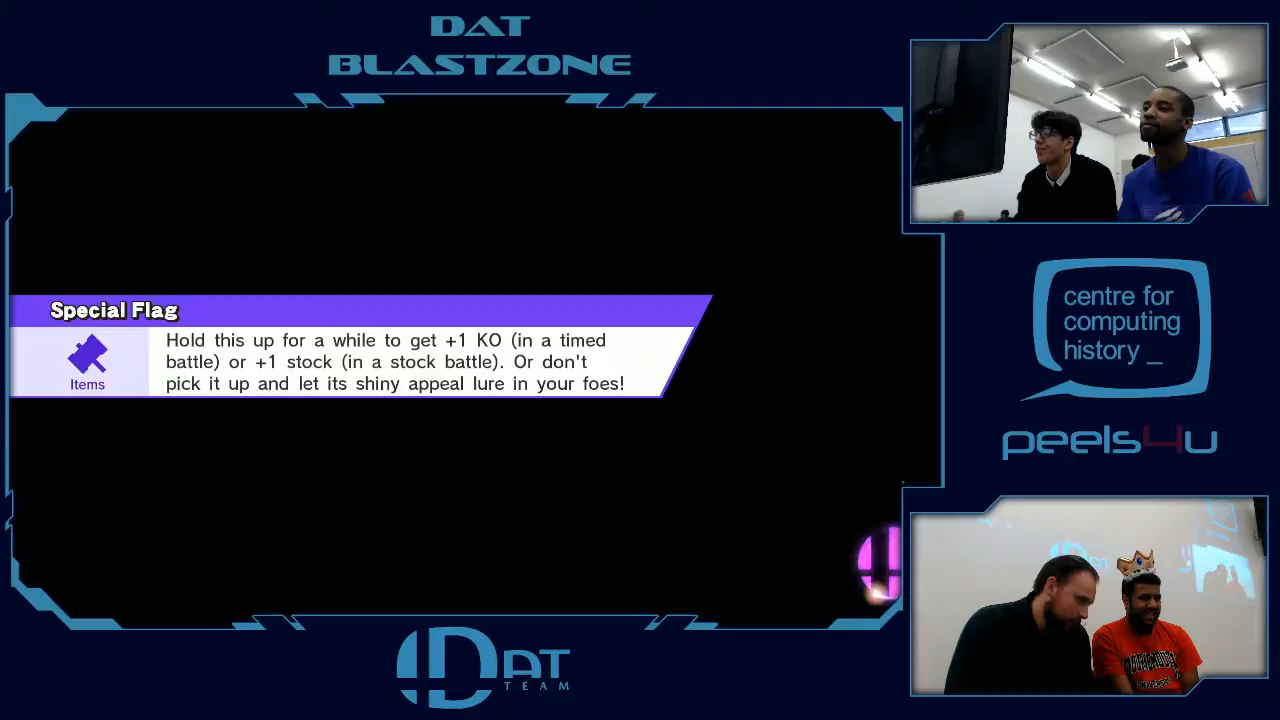 DAT
BLASTZONE
Special Flag
Hold this up for a while to get +1 KO (in a timed
battle) or +1 stock (in a stock battle). Or don't
pick it up and let its shiny appeal lure in your foes!
Items
centre for
computing
history _
peels4u
DAT
TEAM